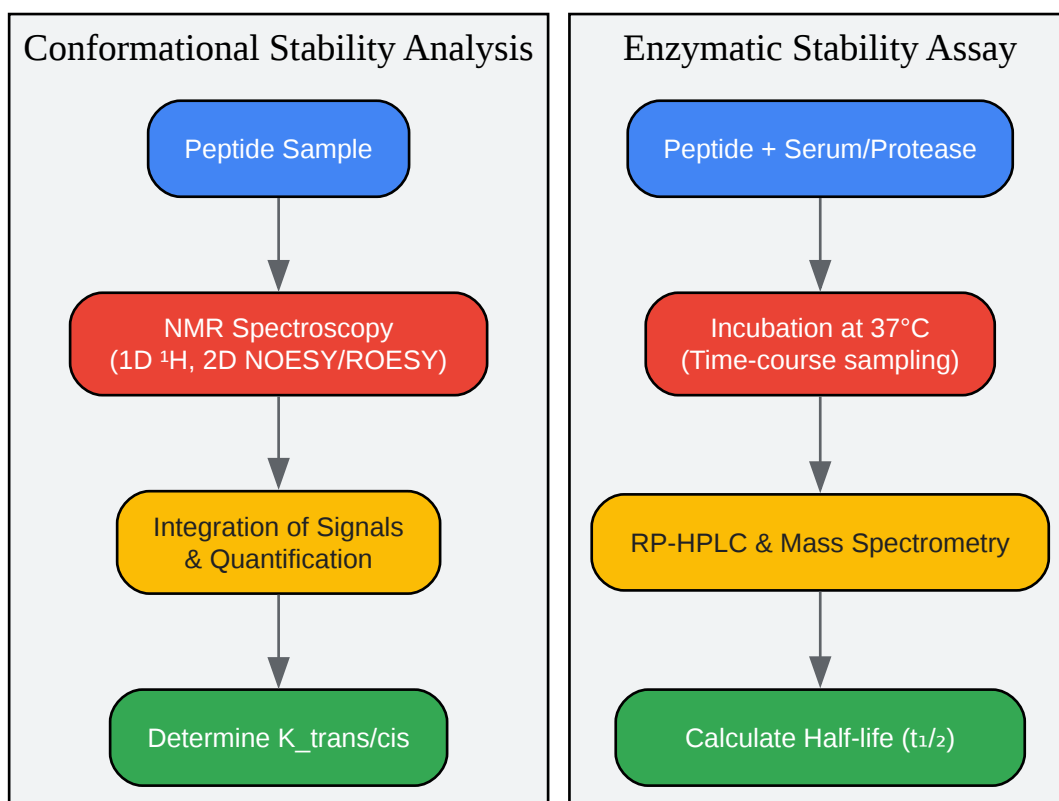 Conformational Stability Analysis
Peptide Sample
NMR Spectroscopy
(1D ¹H, 2D NOESY/ROESY)
Integration of Signals
& Quantification
Determine K_trans/cis
Enzymatic Stability Assay
Peptide + Serum/Protease
Incubation at 37°C
(Time-course sampling)
RP-HPLC & Mass Spectrometry
Calculate Half-life (t₁/₂)